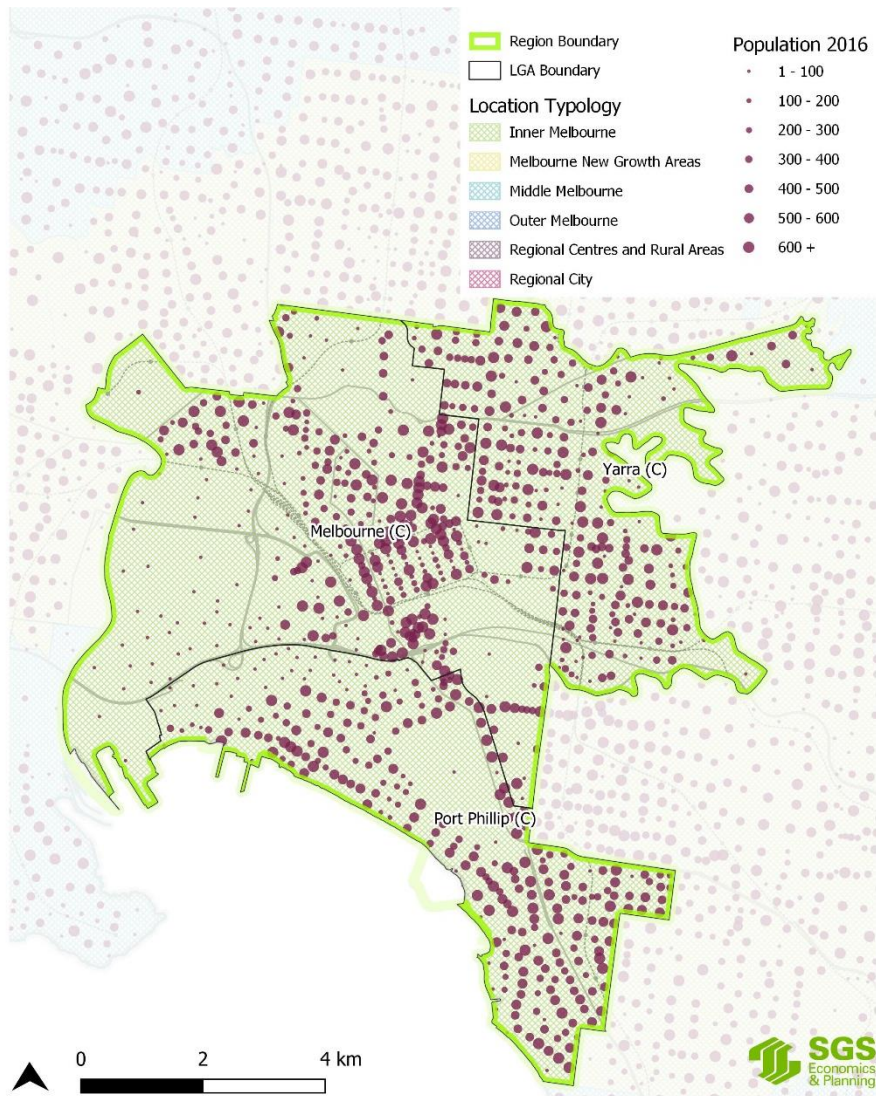 Region Boundary
LGA Boundary
Location Typology
Inner Melbourne
Melbourne New Growth Areas
Middle Melbourne
Outer Melbourne
Regional Centres and Rural Areas
Regional City
Population 2016
1 - 100
100 - 200
200 - 300
300 - 400
400 - 500
500 - 600
600 +
Yarra (C)
Melbourne (C)
Port Phillip (C)
0 2 4 km
SGS
Economics
& Planning